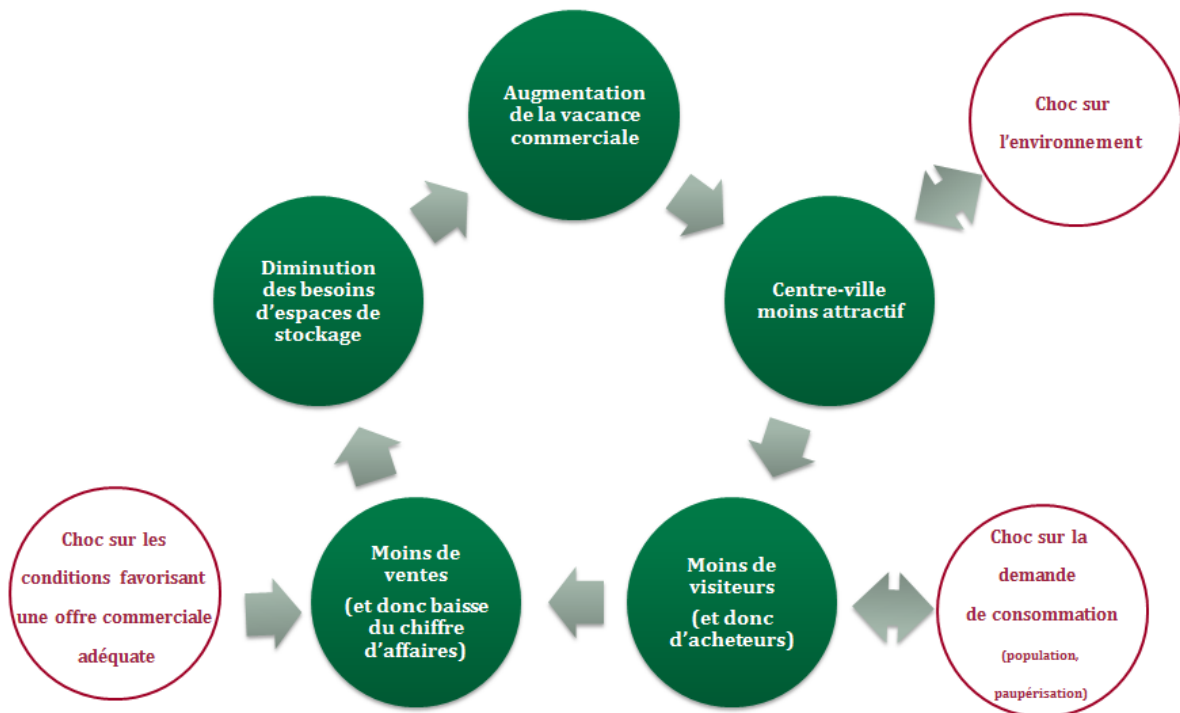 Augmentation
de la vacance
commerciale
Choc sur
l'environnement
Diminution
des besoins
d'espaces de
stockage
Centre-ville
moins attractif
Choc sur les
conditions favorisant
une offre commerciale
adéquate
Moins de
ventes
(et donc baisse
du chiffre
d'affaires)
Moins de
visiteurs
(et donc
d'acheteurs)
Choc sur la
demande
de consommation
(population,
paupérisation)